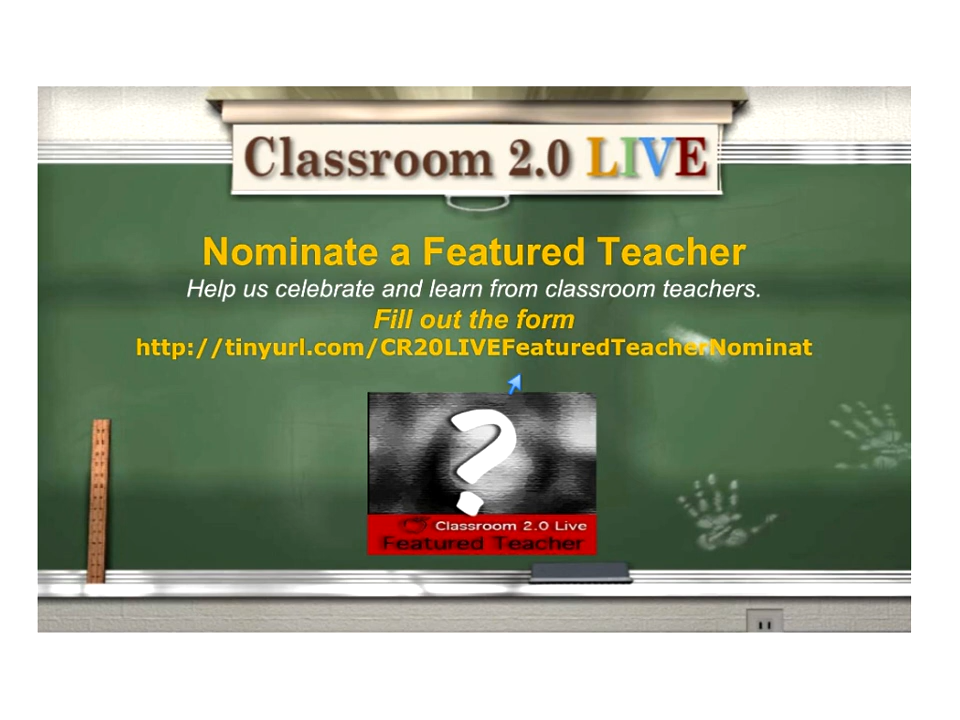 Classroom 2.0 LIVE
Nominate a Featured Teacher
Help us celebrate and learn from classroom teachers.
Fill out the form
http://tinyurl.com/CR20LIVEFeaturedTeacherNominat
?
Classroom 2.0 Live
Featured Teacher